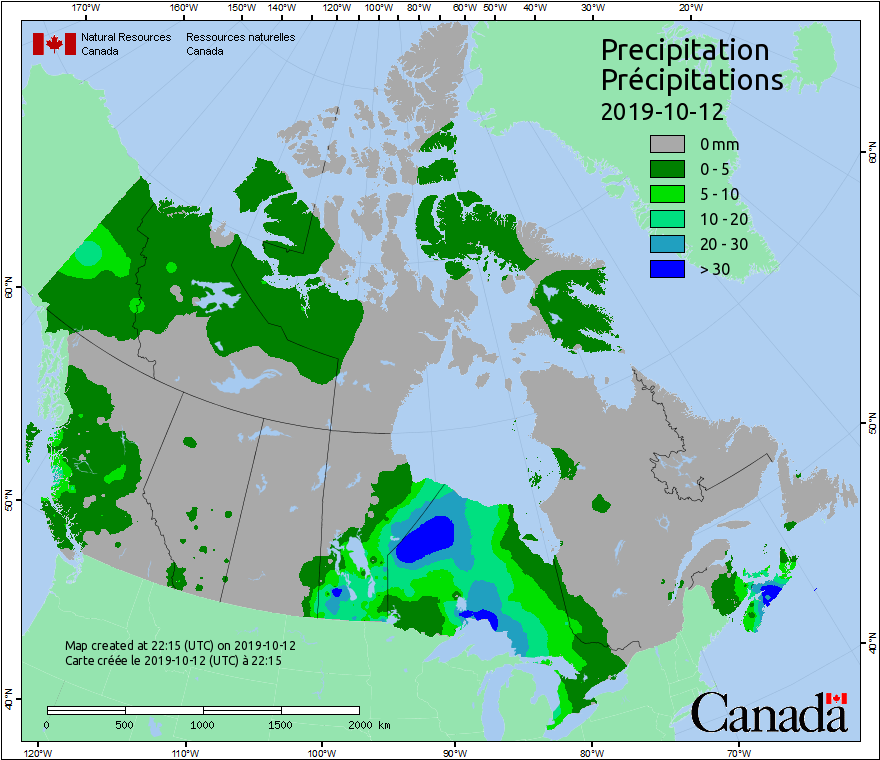 170°W 160°W 150°W 140°W 130°W 120°W 110°W 100°W 90°W 80°W 70°W 60°W 50°W 40°W 30°W 20°W
Natural Resources Ressources naturelles
Canada Canada
Precipitation
Précipitations
2019-10-12
0 mm
0 - 5
5 - 10
10 - 20
20 - 30
> 30
60°N
60°N
50°N
50°N
40°N
40°N
Map created at 22:15 (UTC) on 2019-10-12
Carte créée le 2019-10-12 (UTC) à 22:15
0 500 1000 1500 2000 km
Canada
120°W 110°W 100°W 90°W 80°W 70°W